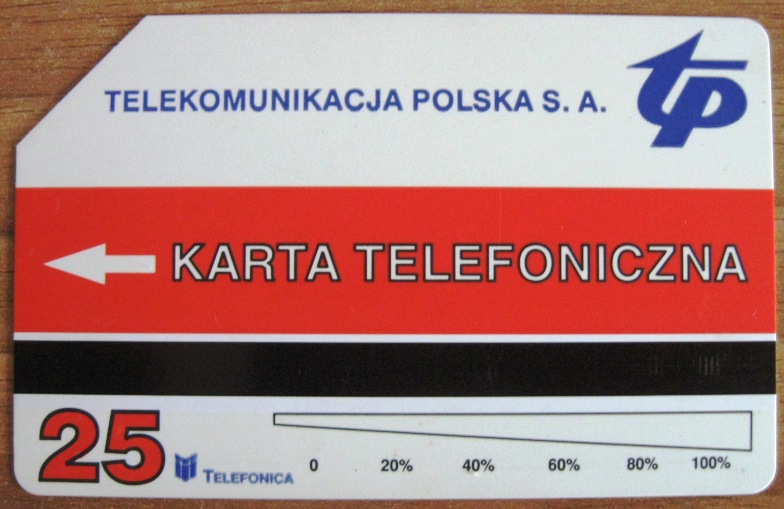 TELEKOMUNIKACJA POLSKA S. A.
tp
KARTA TELEFONICZNA
25
TELEFONICA
0 20% 40% 60% 80% 100%